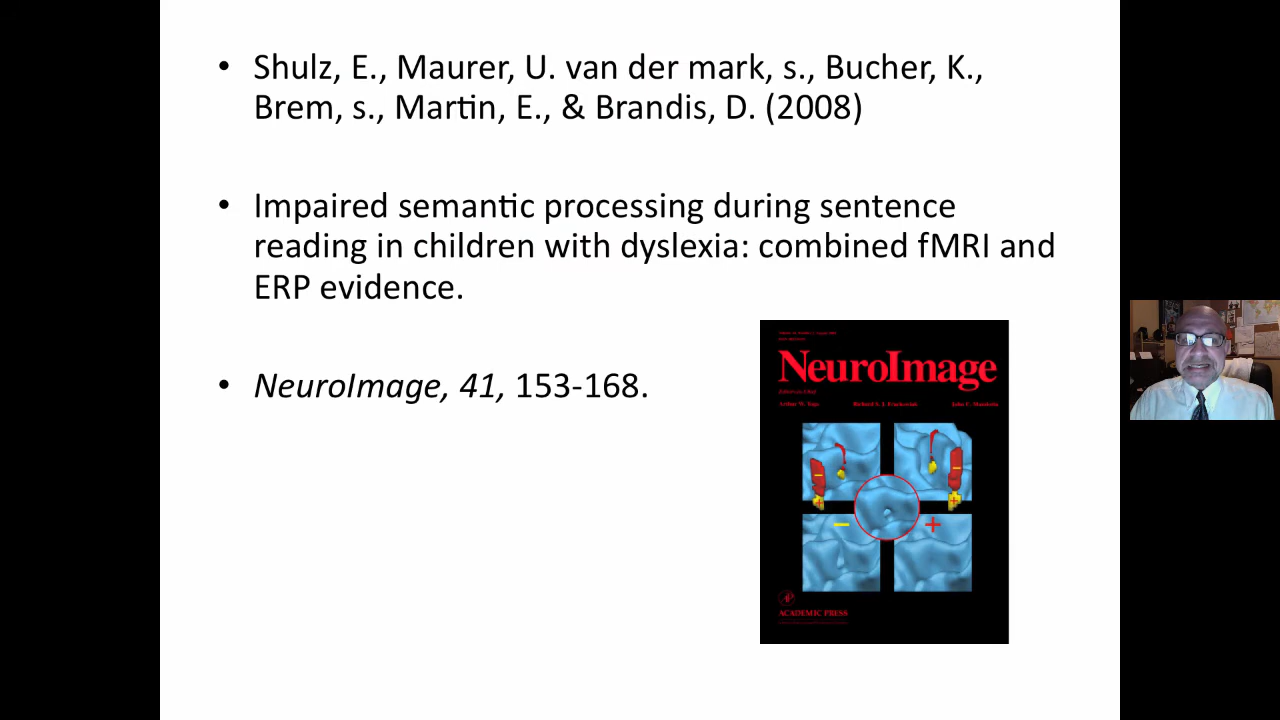 • Shulz, E., Maurer, U. van der mark, s., Bucher, K.,
Brem, s., Martin, E., & Brandis, D. (2008)
• Impaired semantic processing during sentence
reading in children with dyslexia: combined fMRI and
ERP evidence.
• NeuroImage, 41, 153-168.
NeuroImage
− +
ACADEMIC PRESS